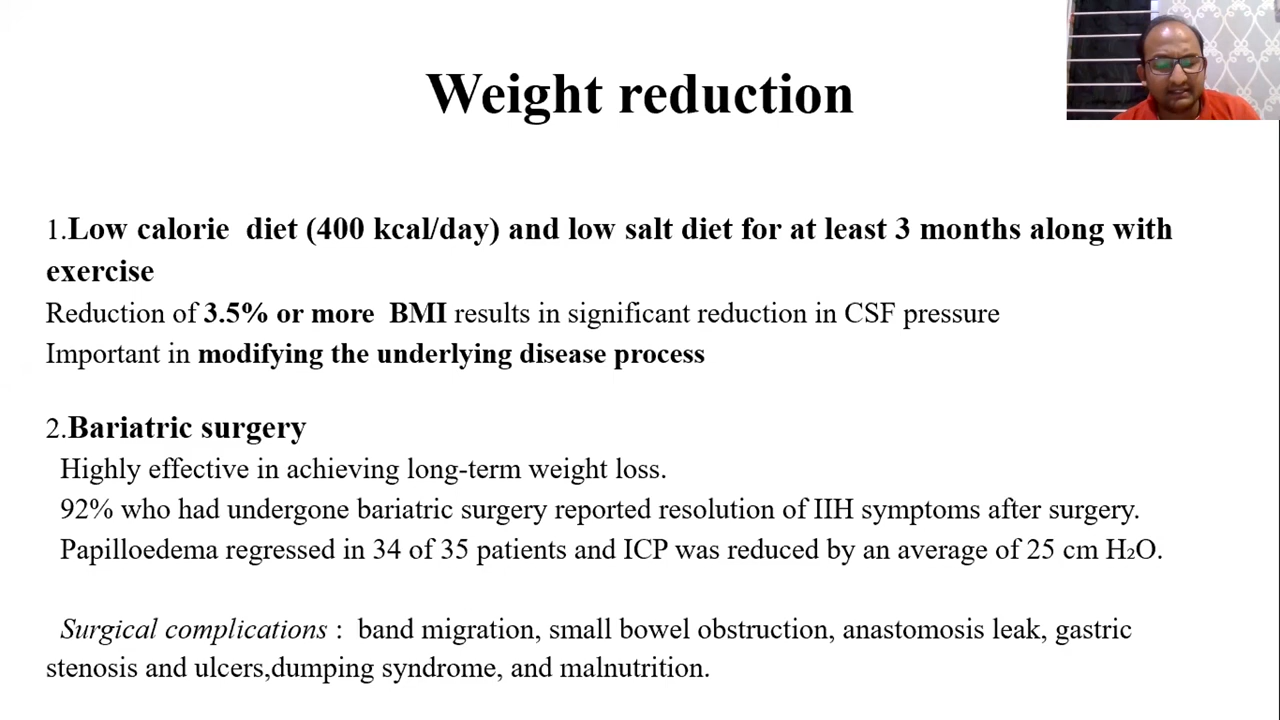 Weight reduction
1.Low calorie  diet (400 kcal/day) and low salt diet for at least 3 months along with
exercise
Reduction of 3.5% or more  BMI results in significant reduction in CSF pressure
Important in modifying the underlying disease process
2.Bariatric surgery
Highly effective in achieving long-term weight loss.
92% who had undergone bariatric surgery reported resolution of IIH symptoms after surgery.
Papilloedema regressed in 34 of 35 patients and ICP was reduced by an average of 25 cm H₂O.
Surgical complications :  band migration, small bowel obstruction, anastomosis leak, gastric
stenosis and ulcers,dumping syndrome, and malnutrition.